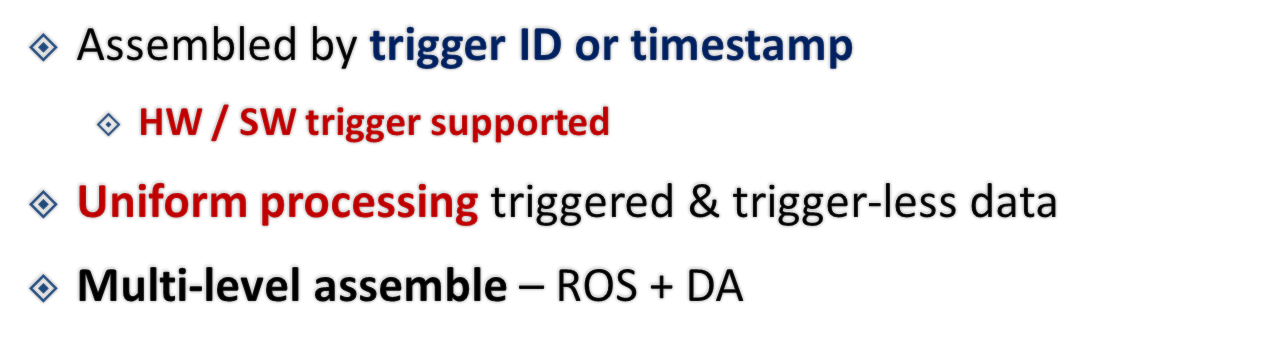 Assembled by trigger ID or timestamp
HW / SW trigger supported
Uniform processing triggered & trigger-less data
Multi-level assemble – ROS + DA